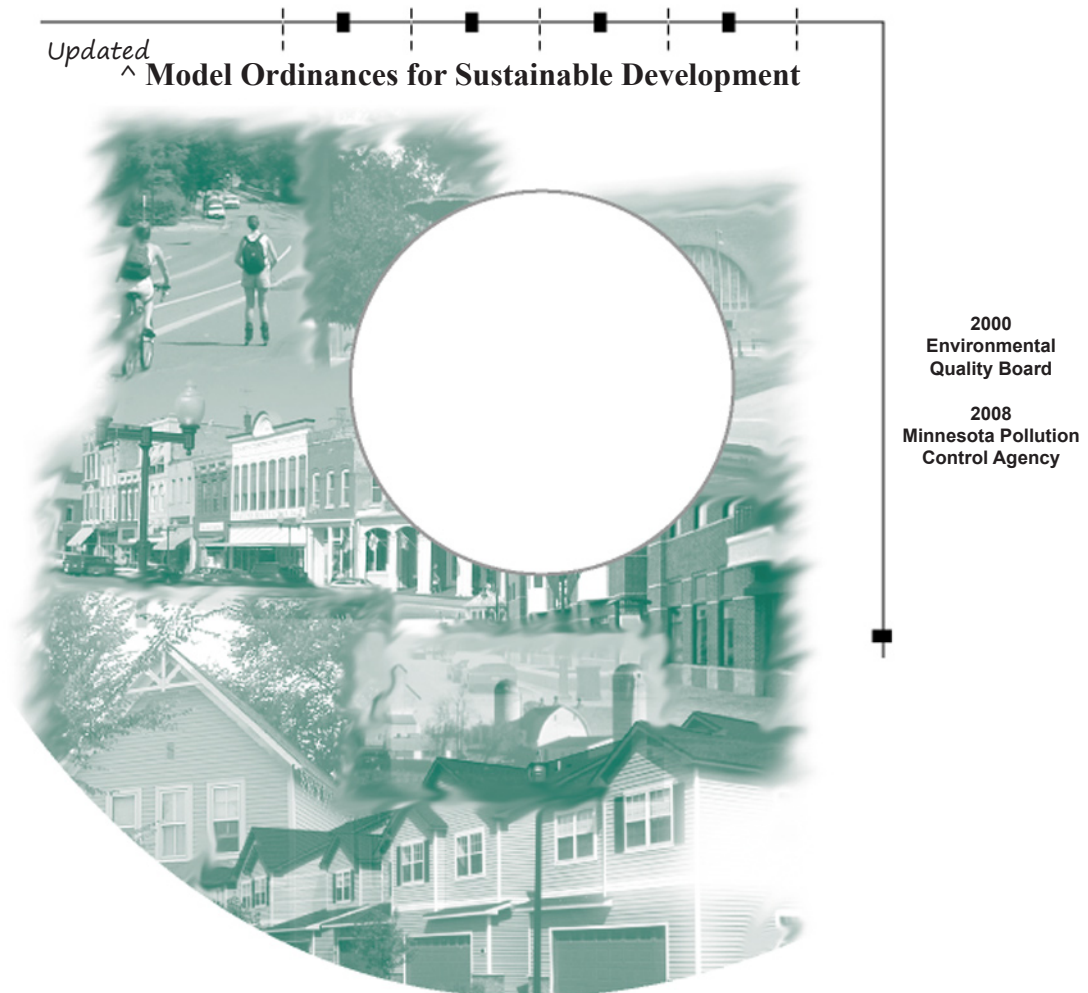 Updated
^ Model Ordinances for Sustainable Development
2000
Environmental
Quality Board
2008
Minnesota Pollution
Control Agency